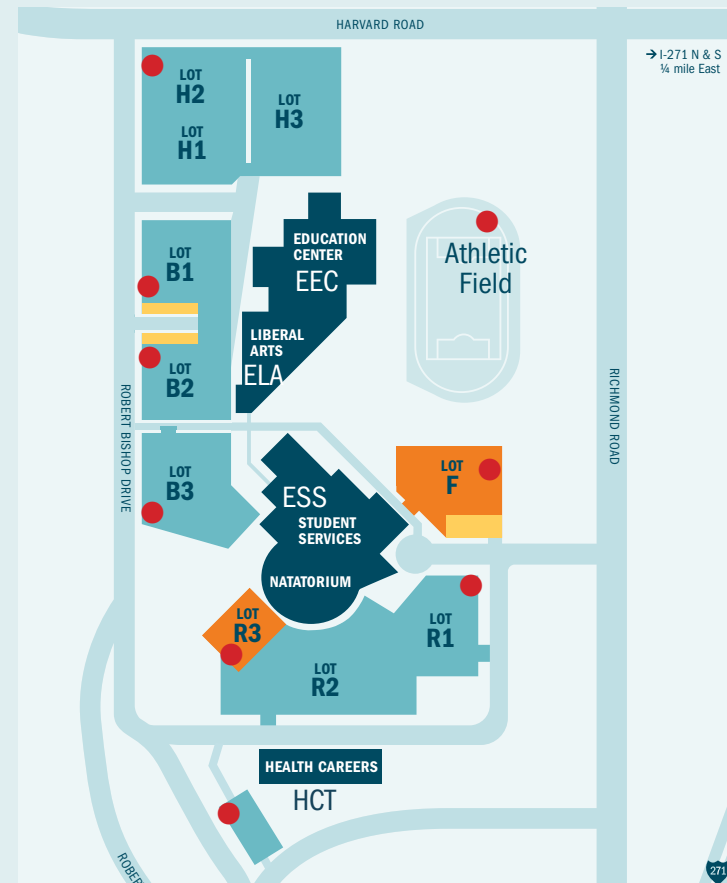 HARVARD ROAD
→ I-271 N & S
¼ mile East
LOT
H2
LOT
H1
LOT
H3
EDUCATION
CENTER
EEC
Athletic
Field
LOT
B1
LIBERAL
ARTS
ELA
LOT
B2
ROBERT BISHOP DRIVE
RICHMOND ROAD
LOT
B3
LOT
F
ESS
STUDENT
SERVICES
NATATORIUM
LOT
R3
LOT
R1
LOT
R2
HEALTH CAREERS
HCT
ROBER
271